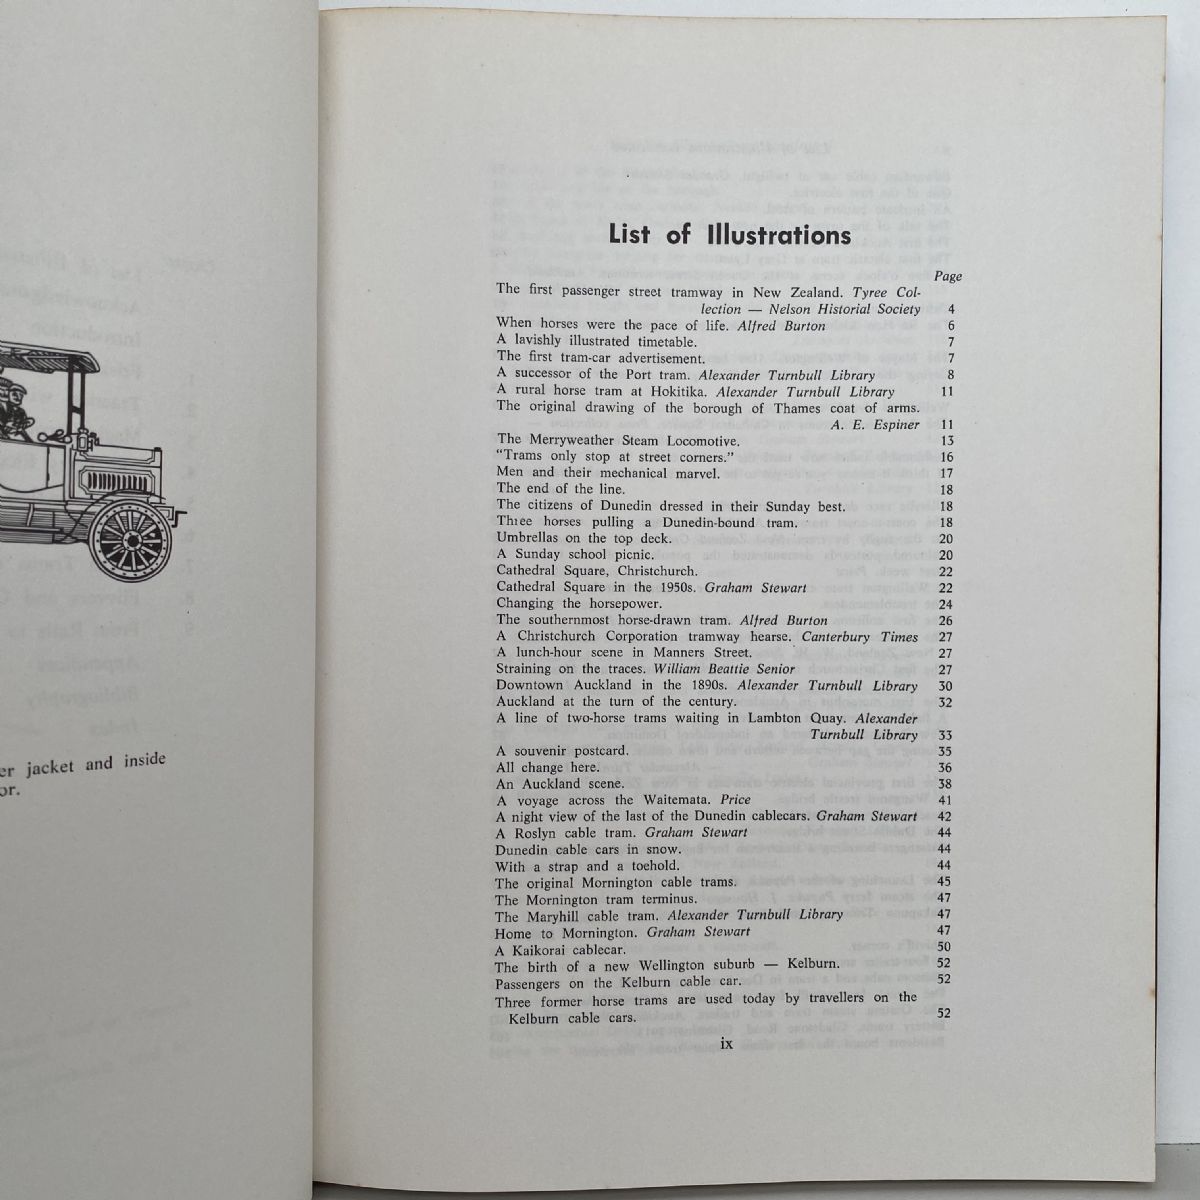 er jacket and inside
or.
List of Illustrations
Page
The first passenger street tramway in New Zealand. Tyree Col-
lection — Nelson Historial Society 4
When horses were the pace of life. Alfred Burton 6
A lavishly illustrated timetable. 7
The first tram-car advertisement. 7
A successor of the Port tram. Alexander Turnbull Library 8
A rural horse tram at Hokitika. Alexander Turnbull Library 11
The original drawing of the borough of Thames coat of arms.
A. E. Espiner 11
The Merryweather Steam Locomotive. 13
“Trams only stop at street corners.” 16
Men and their mechanical marvel. 17
The end of the line. 18
The citizens of Dunedin dressed in their Sunday best. 18
Three horses pulling a Dunedin-bound tram. 18
Umbrellas on the top deck. 20
A Sunday school picnic. 20
Cathedral Square, Christchurch. 22
Cathedral Square in the 1950s. Graham Stewart 22
Changing the horsepower. 24
The southernmost horse-drawn tram. Alfred Burton 26
A Christchurch Corporation tramway hearse. Canterbury Times 27
A lunch-hour scene in Manners Street. 27
Straining on the traces. William Beattie Senior 27
Downtown Auckland in the 1890s. Alexander Turnbull Library 30
Auckland at the turn of the century. 32
A line of two-horse trams waiting in Lambton Quay. Alexander
Turnbull Library 33
A souvenir postcard. 35
All change here. 36
An Auckland scene. 38
A voyage across the Waitemata. Price 41
A night view of the last of the Dunedin cablecars. Graham Stewart 42
A Roslyn cable tram. Graham Stewart 44
Dunedin cable cars in snow. 44
With a strap and a toehold. 44
The original Mornington cable trams. 45
The Mornington tram terminus. 47
The Maryhill cable tram. Alexander Turnbull Library 47
Home to Mornington. Graham Stewart 47
A Kaikorai cablecar. 50
The birth of a new Wellington suburb — Kelburn. 52
Passengers on the Kelburn cable car. 52
Three former horse trams are used today by travellers on the
Kelburn cable cars. 52
ix